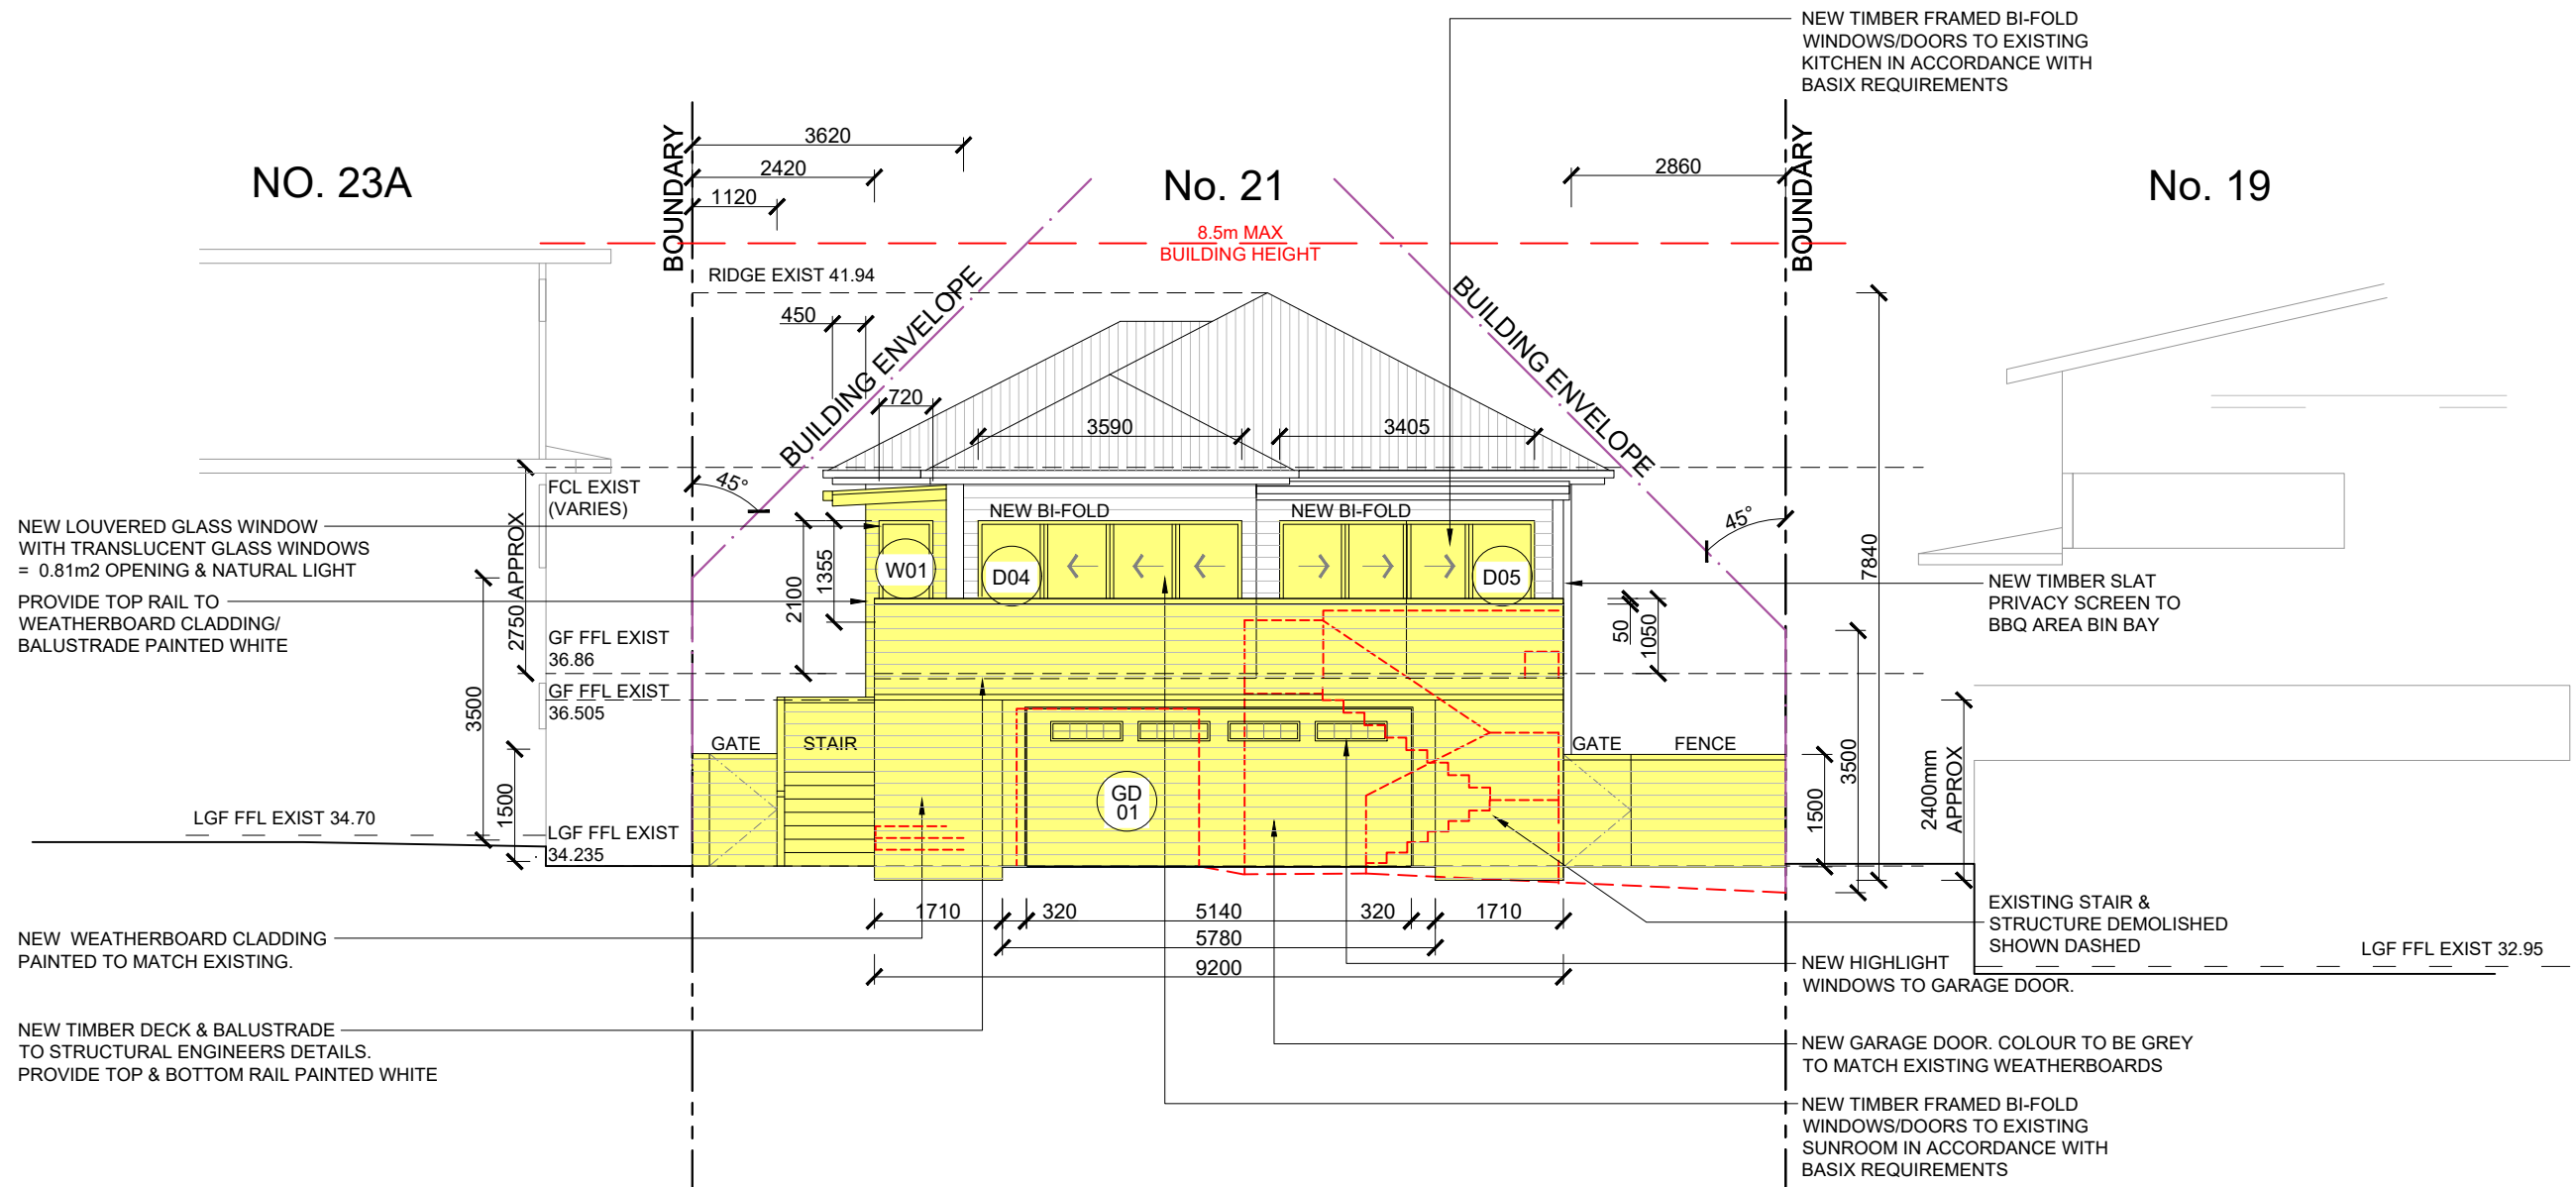 NEW TIMBER FRAMED BI-FOLD
WINDOWS/DOORS TO EXISTING
KITCHEN IN ACCORDANCE WITH
BASIX REQUIREMENTS
NO. 23A
BOUNDARY
3620
2420
1120
No. 21
2860
BOUNDARY
No. 19
8.5m MAX
BUILDING HEIGHT
RIDGE EXIST 41.94
450
BUILDING ENVELOPE
BUILDING ENVELOPE
720
3590
3405
45°
45°
FCL EXIST
(VARIES)
2750 APPROX
NEW LOUVERED GLASS WINDOW
WITH TRANSLUCENT GLASS WINDOWS
= 0.81m2 OPENING & NATURAL LIGHT
PROVIDE TOP RAIL TO
WEATHERBOARD CLADDING/
BALUSTRADE PAINTED WHITE
NEW BI-FOLD
NEW BI-FOLD
W01
D04
D05
2100
1355
7840
NEW TIMBER SLAT
PRIVACY SCREEN TO
BBQ AREA BIN BAY
50
1050
GF FFL EXIST
36.86
GF FFL EXIST
36.505
3500
1500
GATE
STAIR
GATE
FENCE
3500
1500
2400mm
APPROX
GD
01
LGF FFL EXIST 34.70
LGF FFL EXIST
34.235
1710
320
5140
320
1710
5780
9200
EXISTING STAIR &
STRUCTURE DEMOLISHED
SHOWN DASHED
LGF FFL EXIST 32.95
NEW WEATHERBOARD CLADDING
PAINTED TO MATCH EXISTING.
NEW HIGHLIGHT
WINDOWS TO GARAGE DOOR.
NEW TIMBER DECK & BALUSTRADE
TO STRUCTURAL ENGINEERS DETAILS.
PROVIDE TOP & BOTTOM RAIL PAINTED WHITE
NEW GARAGE DOOR. COLOUR TO BE GREY
TO MATCH EXISTING WEATHERBOARDS
NEW TIMBER FRAMED BI-FOLD
WINDOWS/DOORS TO EXISTING
SUNROOM IN ACCORDANCE WITH
BASIX REQUIREMENTS